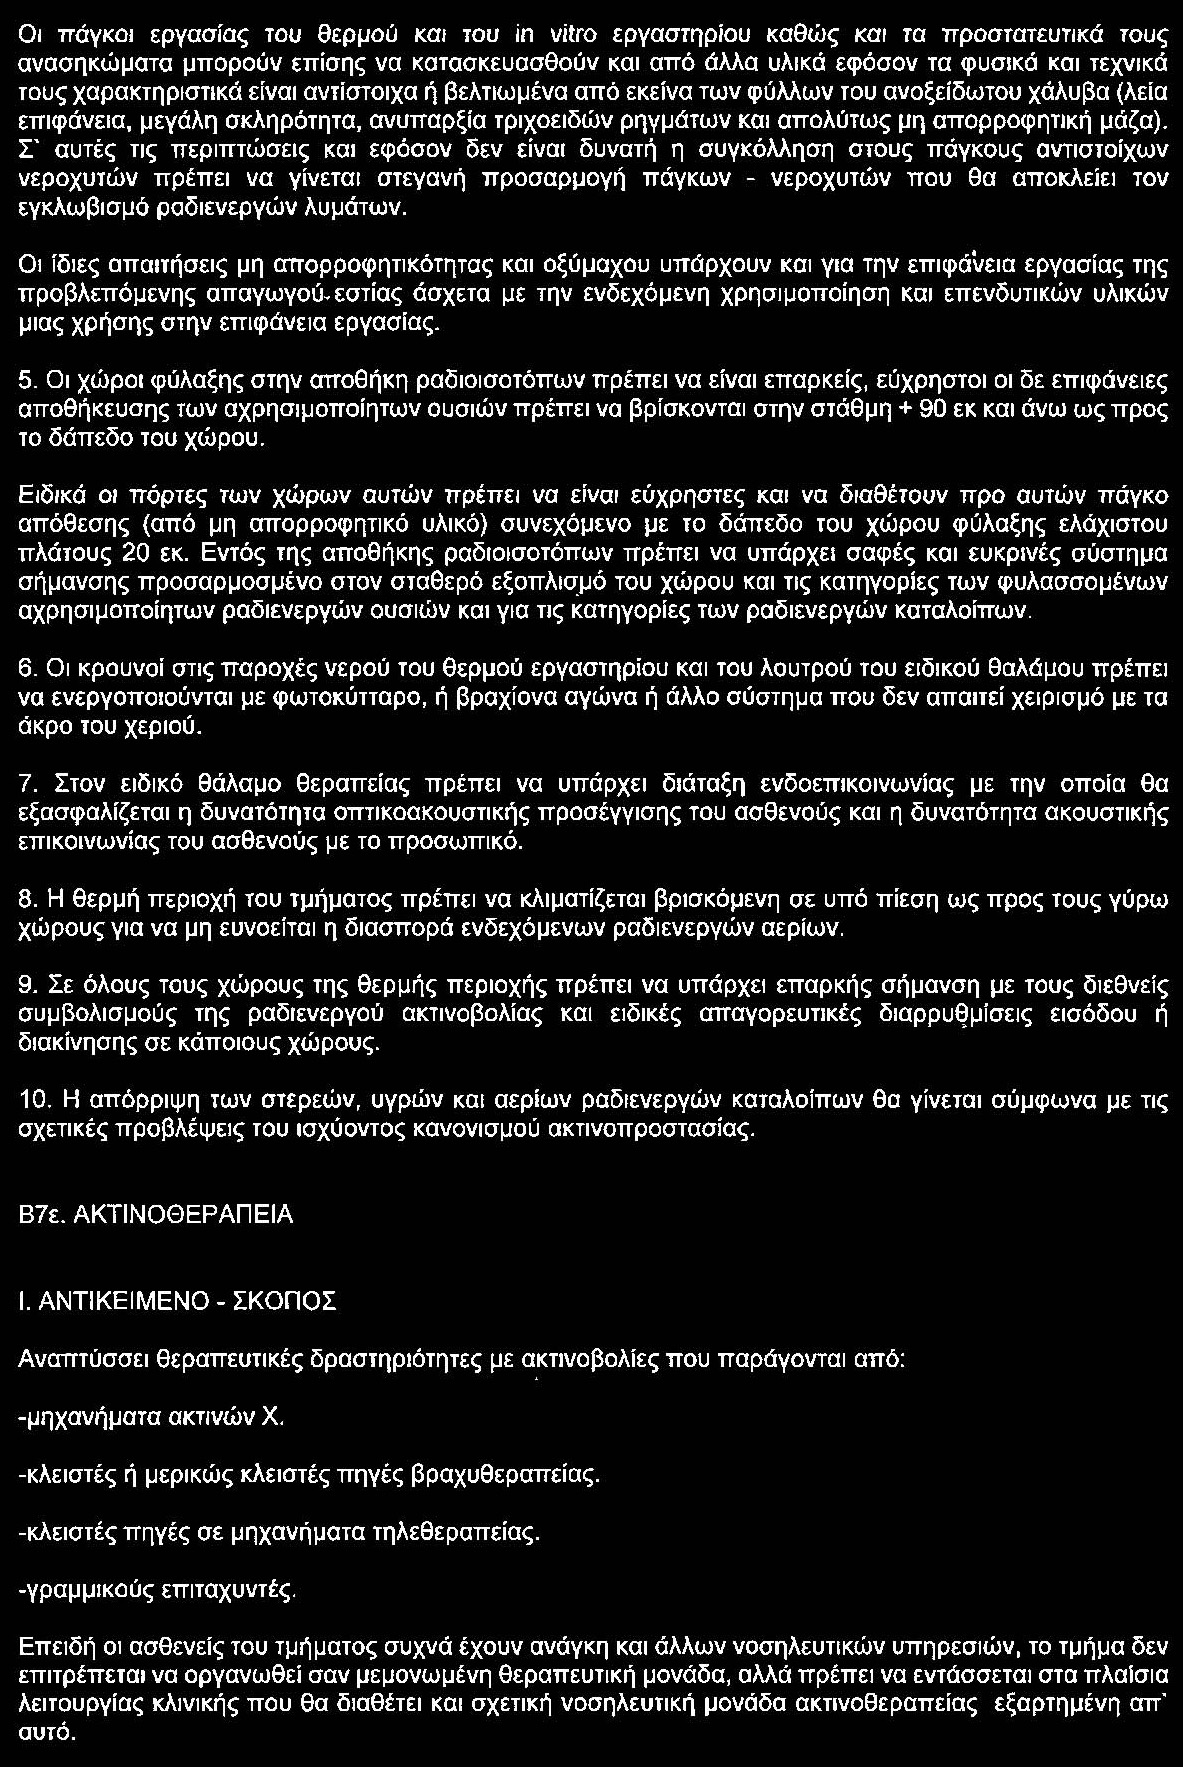 Οι πάγκοι εργασίας του θερμού και του in vitro εργαστηρίου καθώς και τα προστατευτικά τους
ανασηκώματα μπορούν επίσης να κατασκευασθούν και από άλλα υλικά εφόσον τα φυσικά και τεχνικά
τους χαρακτηριστικά είναι αντίστοιχα ή βελτιωμένα από εκείνα των φύλλων του ανοξείδωτου χάλυβα (λεία
επιφάνεια, μεγάλη σκληρότητα, ανυπαρξία τριχοειδών ρηγμάτων και απολύτως μη απορροφητική μάζα).
Σ' αυτές τις περιπτώσεις και εφόσον δεν είναι δυνατή η συγκόλληση στους πάγκους αντιστοίχων
νεροχυτών πρέπει να γίνεται στεγανή προσαρμογή πάγκων - νεροχυτών που θα αποκλείει τον
εγκλωβισμό ραδιενεργών λυμάτων.
Οι ίδιες απαιτήσεις μη απορροφητικότητας και οξύμαχου υπάρχουν και για την επιφάνεια εργασίας της
προβλεπόμενης απαγωγού-εστίας άσχετα με την ενδεχόμενη χρησιμοποίηση και επενδυτικών υλικών
μιας χρήσης στην επιφάνεια εργασίας.
5. Οι χώροι φύλαξης στην αποθήκη ραδιοισοτόπων πρέπει να είναι επαρκείς, εύχρηστοι οι δε επιφάνειες
αποθήκευσης των αχρησιμοποίητων ουσιών πρέπει να βρίσκονται στην στάθμη + 90 εκ και άνω ως προς
το δάπεδο του χώρου.
Ειδικά οι πόρτες των χώρων αυτών πρέπει να είναι εύχρηστες και να διαθέτουν προ αυτών πάγκο
απόθεσης (από μη απορροφητικό υλικό) συνεχόμενο με το δάπεδο του χώρου φύλαξης ελάχιστου
πλάτους 20 εκ. Εντός της αποθήκης ραδιοισοτόπων πρέπει να υπάρχει σαφές και ευκρινές σύστημα
σήμανσης προσαρμοσμένο στον σταθερό εξοπλισμό του χώρου και τις κατηγορίες των φυλασσομένων
αχρησιμοποίητων ραδιενεργών ουσιών και για τις κατηγορίες των ραδιενεργών καταλοίπων.
6. Οι κρουνοί στις παροχές νερού του θερμού εργαστηρίου και του λουτρού του ειδικού θαλάμου πρέπει
να ενεργοποιούνται με φωτοκύτταρο, ή βραχίονα αγώνα ή άλλο σύστημα που δεν απαιτεί χειρισμό με τα
άκρο του χεριού.
7. Στον ειδικό θάλαμο θεραπείας πρέπει να υπάρχει διάταξη ενδοεπικοινωνίας με την οποία θα
εξασφαλίζεται η δυνατότητα οπτικοακουστικής προσέγγισης του ασθενούς και η δυνατότητα ακουστικής
επικοινωνίας του ασθενούς με το προσωπικό.
8. Η θερμή περιοχή του τμήματος πρέπει να κλιματίζεται βρισκόμενη σε υπό πίεση ως προς τους γύρω
χώρους για να μη ευνοείται η διασπορά ενδεχόμενων ραδιενεργών αερίων.
9. Σε όλους τους χώρους της θερμής περιοχής πρέπει να υπάρχει επαρκής σήμανση με τους διεθνείς
συμβολισμούς της ραδιενεργού ακτινοβολίας και ειδικές απαγορευτικές διαρρυθμίσεις εισόδου ή
διακίνησης σε κάποιους χώρους.
10. Η απόρριψη των στερεών, υγρών και αερίων ραδιενεργών καταλοίπων θα γίνεται σύμφωνα με τις
σχετικές προβλέψεις του ισχύοντος κανονισμού ακτινοπροστασίας.
Β7ε. ΑΚΤΙΝΟΘΕΡΑΠΕΙΑ
Ι. ΑΝΤΙΚΕΙΜΕΝΟ - ΣΚΟΠΟΣ
Αναπτύσσει θεραπευτικές δραστηριότητες με ακτινοβολίες που παράγονται από:
-μηχανήματα ακτινών Χ.
-κλειστές ή μερικώς κλειστές πηγές βραχυθεραπείας.
-κλειστές πηγές σε μηχανήματα τηλεθεραπείας.
-γραμμικούς επιταχυντές.
Επειδή οι ασθενείς του τμήματος συχνά έχουν ανάγκη και άλλων νοσηλευτικών υπηρεσιών, το τμήμα δεν
επιτρέπεται να οργανωθεί σαν μεμονωμένη θεραπευτική μονάδα, αλλά πρέπει να εντάσσεται στα πλαίσια
λειτουργίας κλινικής που θα διαθέτει και σχετική νοσηλευτική μονάδα ακτινοθεραπείας εξαρτημένη απ'
αυτό.